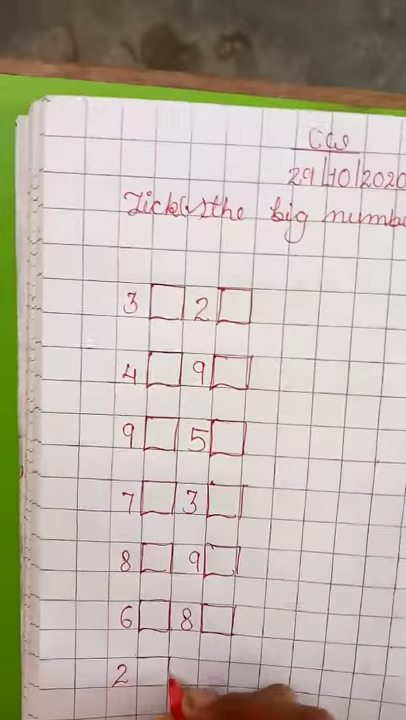 CW
29/10/2020
Tick(✓) the big numbe
3 □ 2 □
4 □ 9 □
9 □ 5 □
7 □ 3 □
8 □ 9 □
6 □ 8 □
2